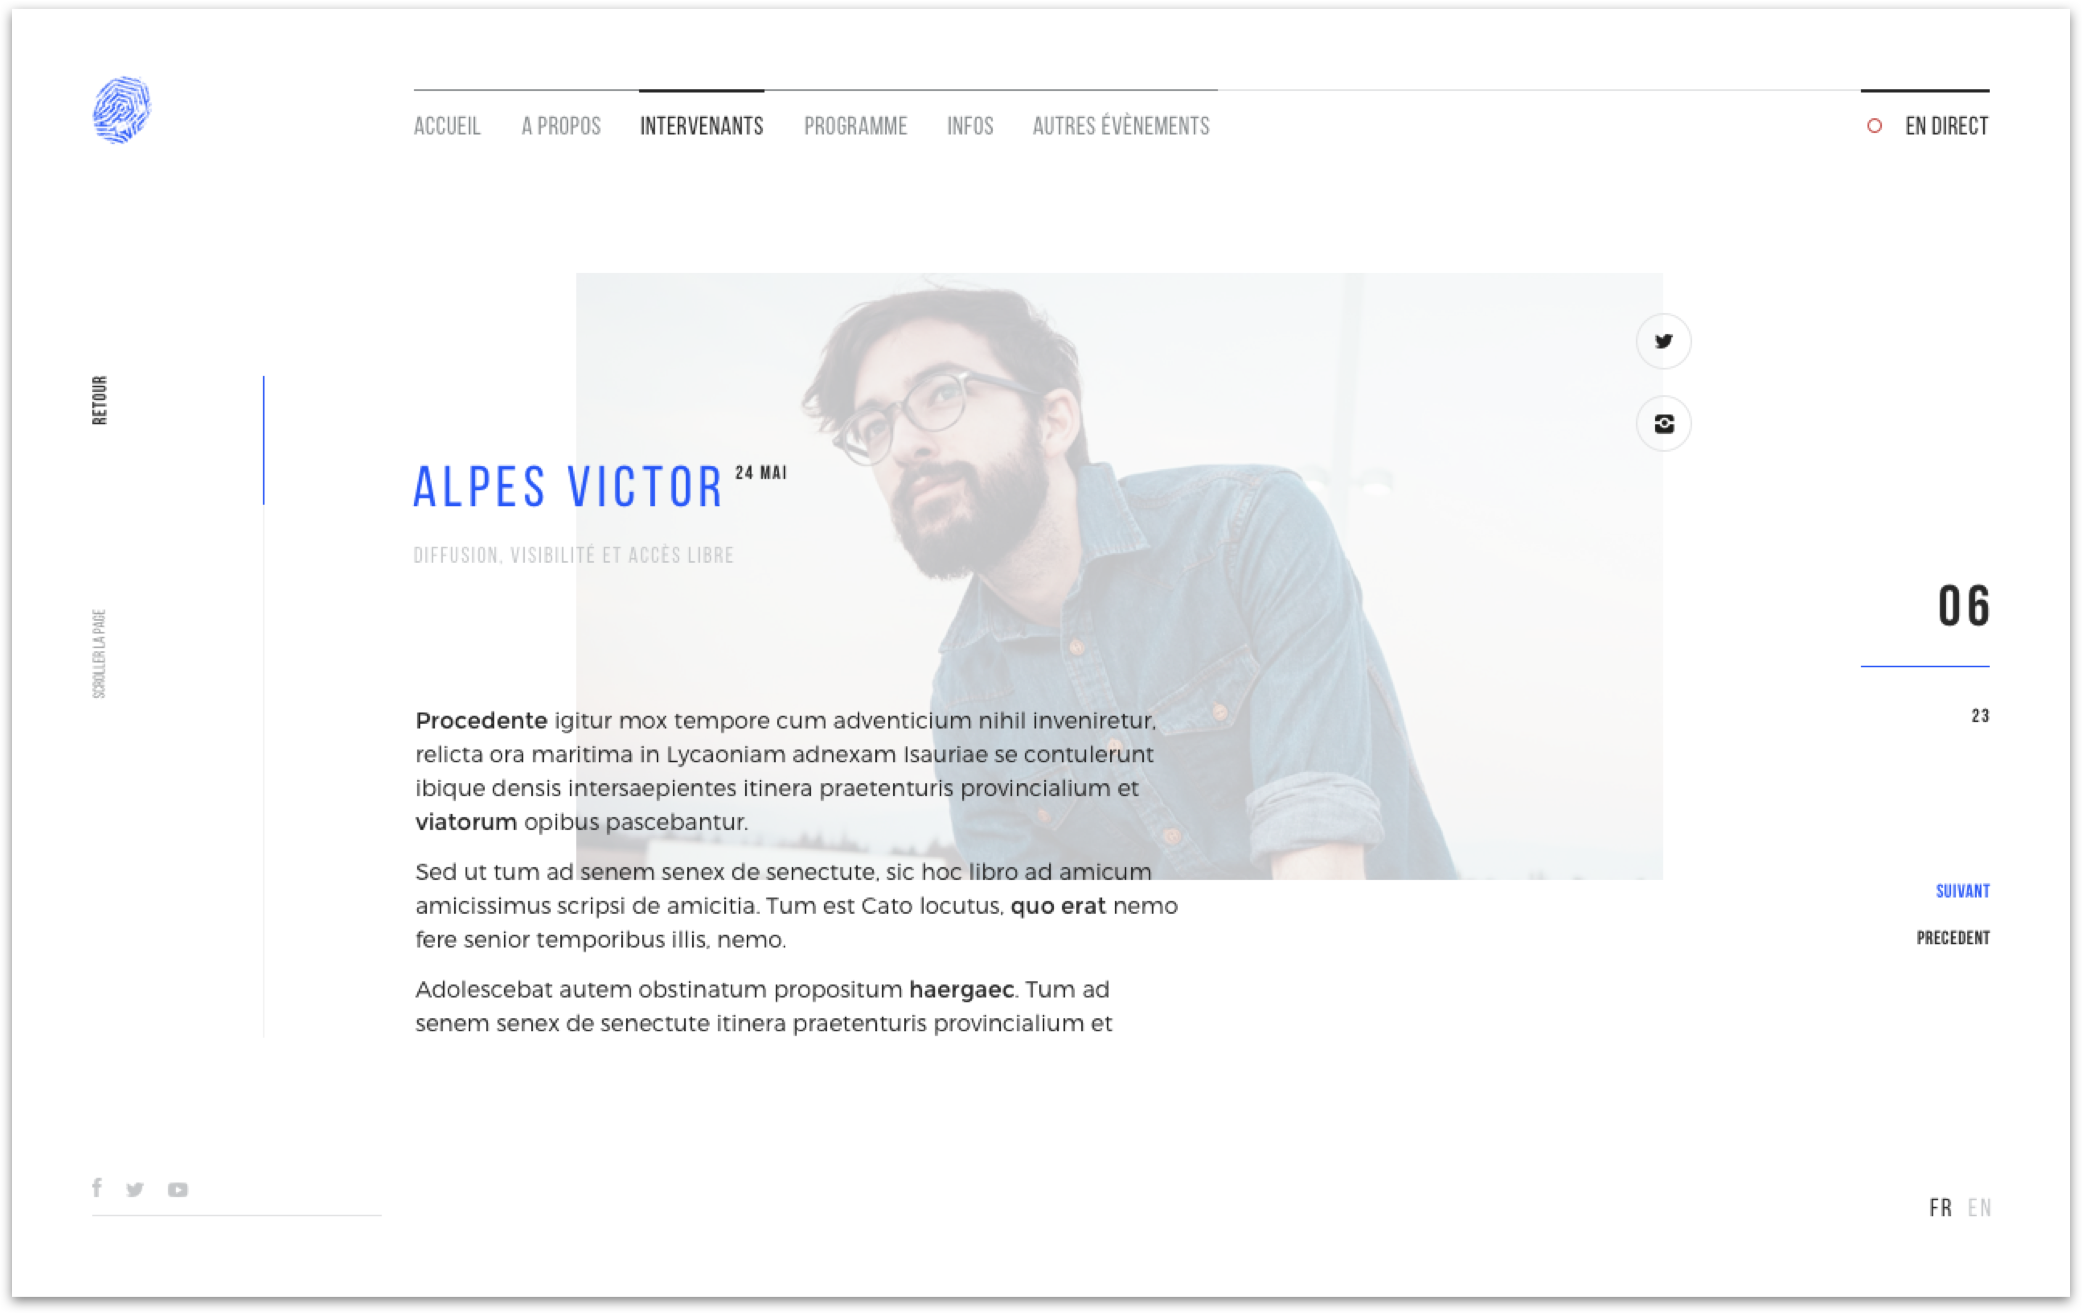 ACCUEIL
A PROPOS
INTERVENANTS
PROGRAMME
INFOS
AUTRES ÉVÈNEMENTS
EN DIRECT
RETOUR
SCROLLER LA PAGE
ALPES VICTOR
24 MAI
DIFFUSION, VISIBILITÉ ET ACCÈS LIBRE
Procedente igitur mox tempore cum adventicium nihil inveniretur,
relicta ora maritima in Lycaoniam adnexam Isauriae se contulerunt
ibique densis intersaepientes itinera praetenturis provincialium et
viatorum opibus pascebantur.
Sed ut tum ad senem senex de senectute, sic hoc libro ad amicum
amicissimus scripsi de amicitia. Tum est Cato locutus, quo erat nemo
fere senior temporibus illis, nemo.
Adolescebat autem obstinatum propositum haergaec. Tum ad
senem senex de senectute itinera praetenturis provincialium et
06
23
SUIVANT
PRECEDENT
FR EN